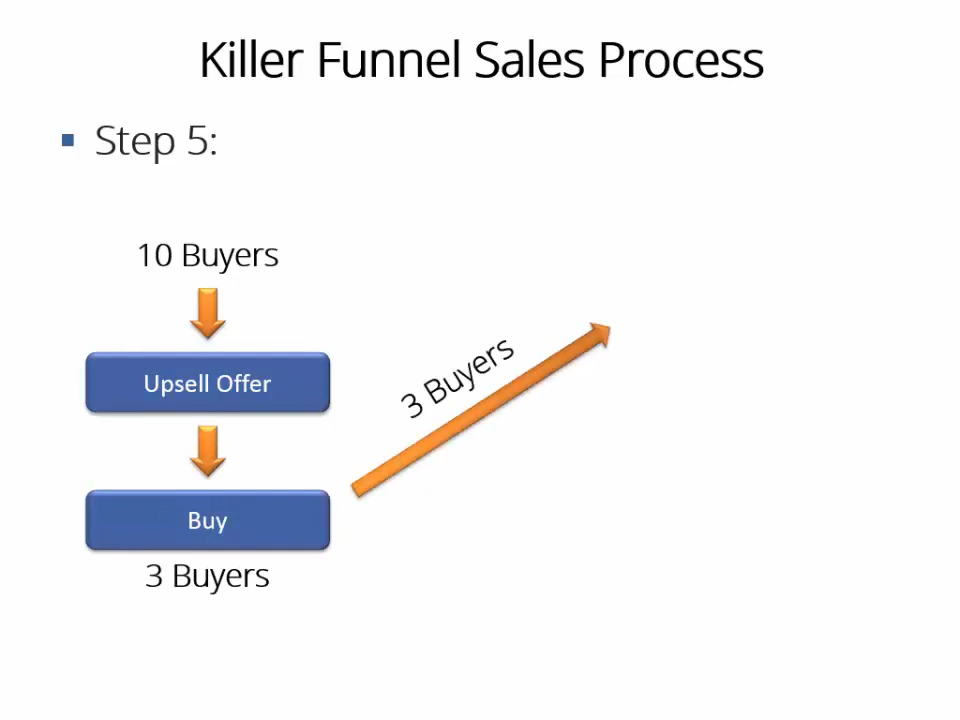 Killer Funnel Sales Process
Step 5:
10 Buyers
Upsell Offer
Buy
3 Buyers
3 Buyers